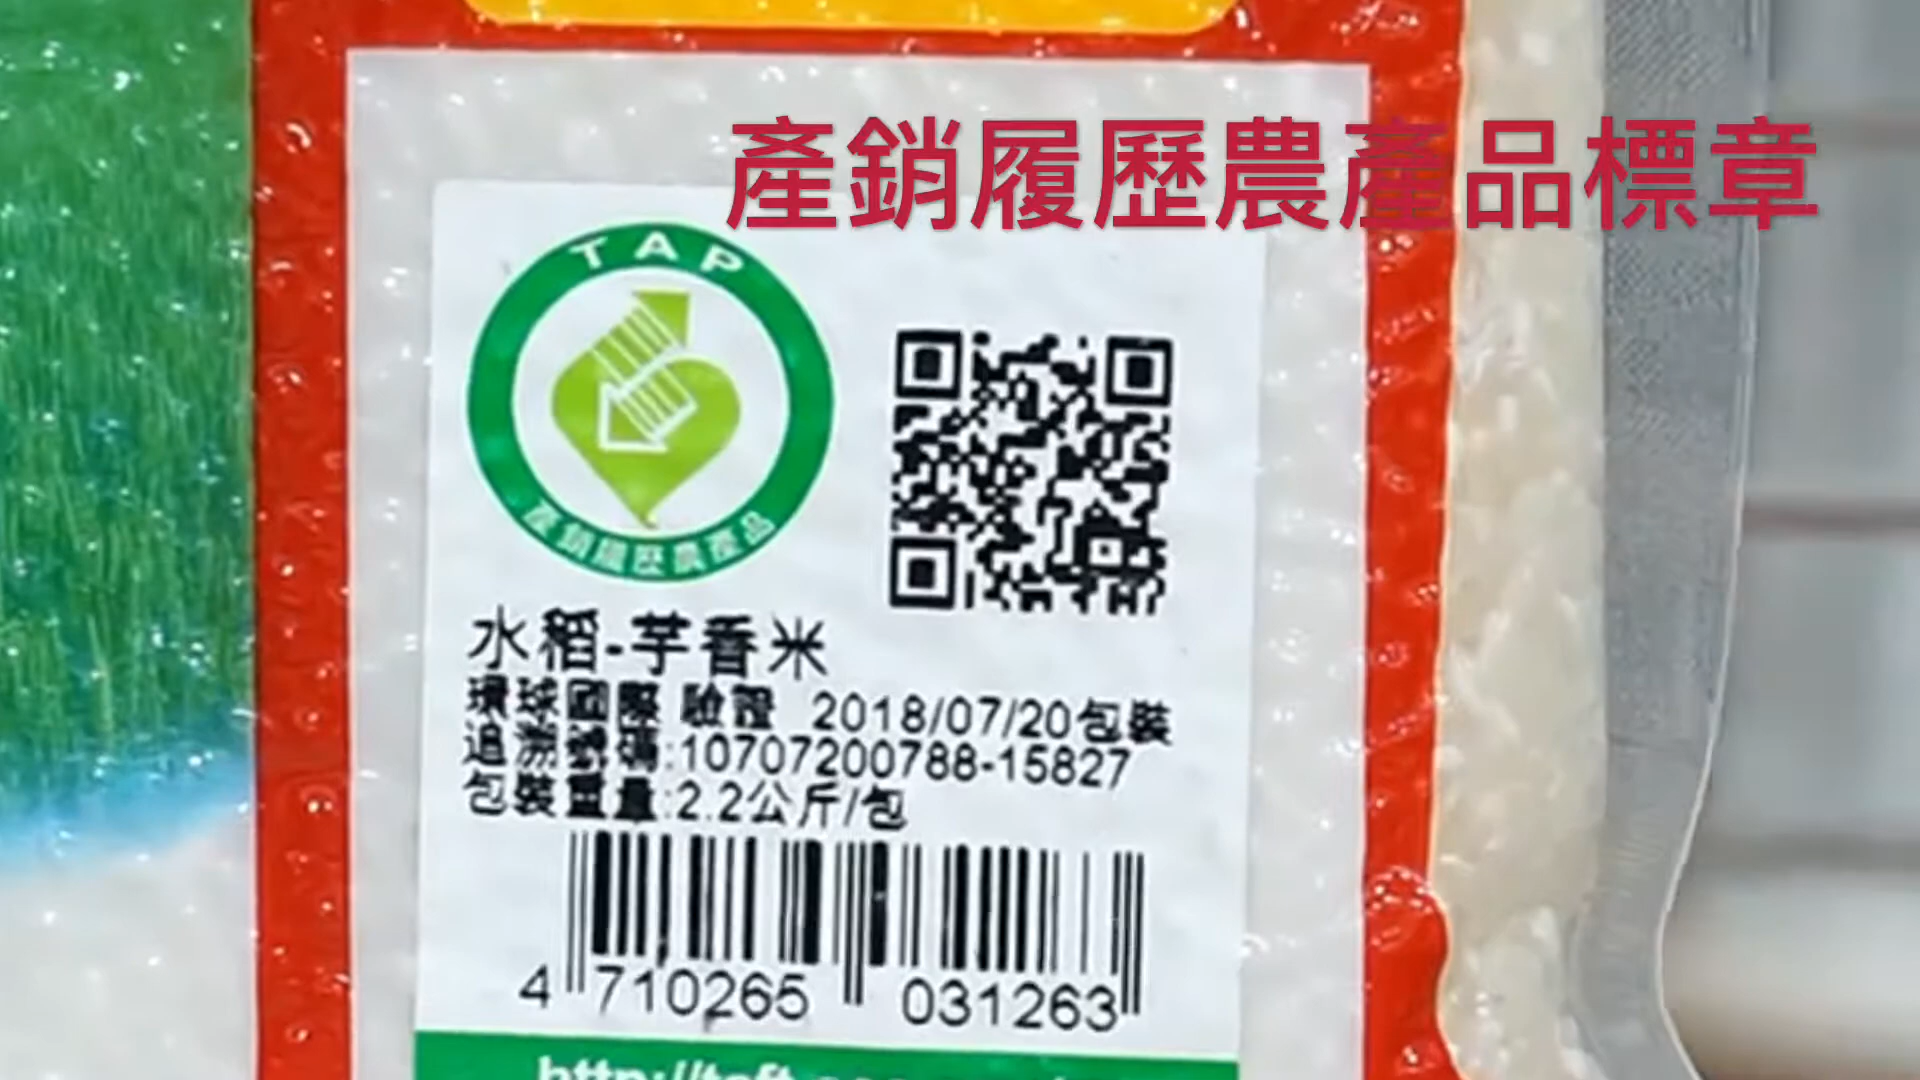 產銷履歷農產品標章
TAP
產銷履歷農產品
水稻-芋香米
環球國際 驗證 2018/07/20包裝
追溯號碼:10707200788-15827
包裝重量:2.2公斤/包
4 710265 031263